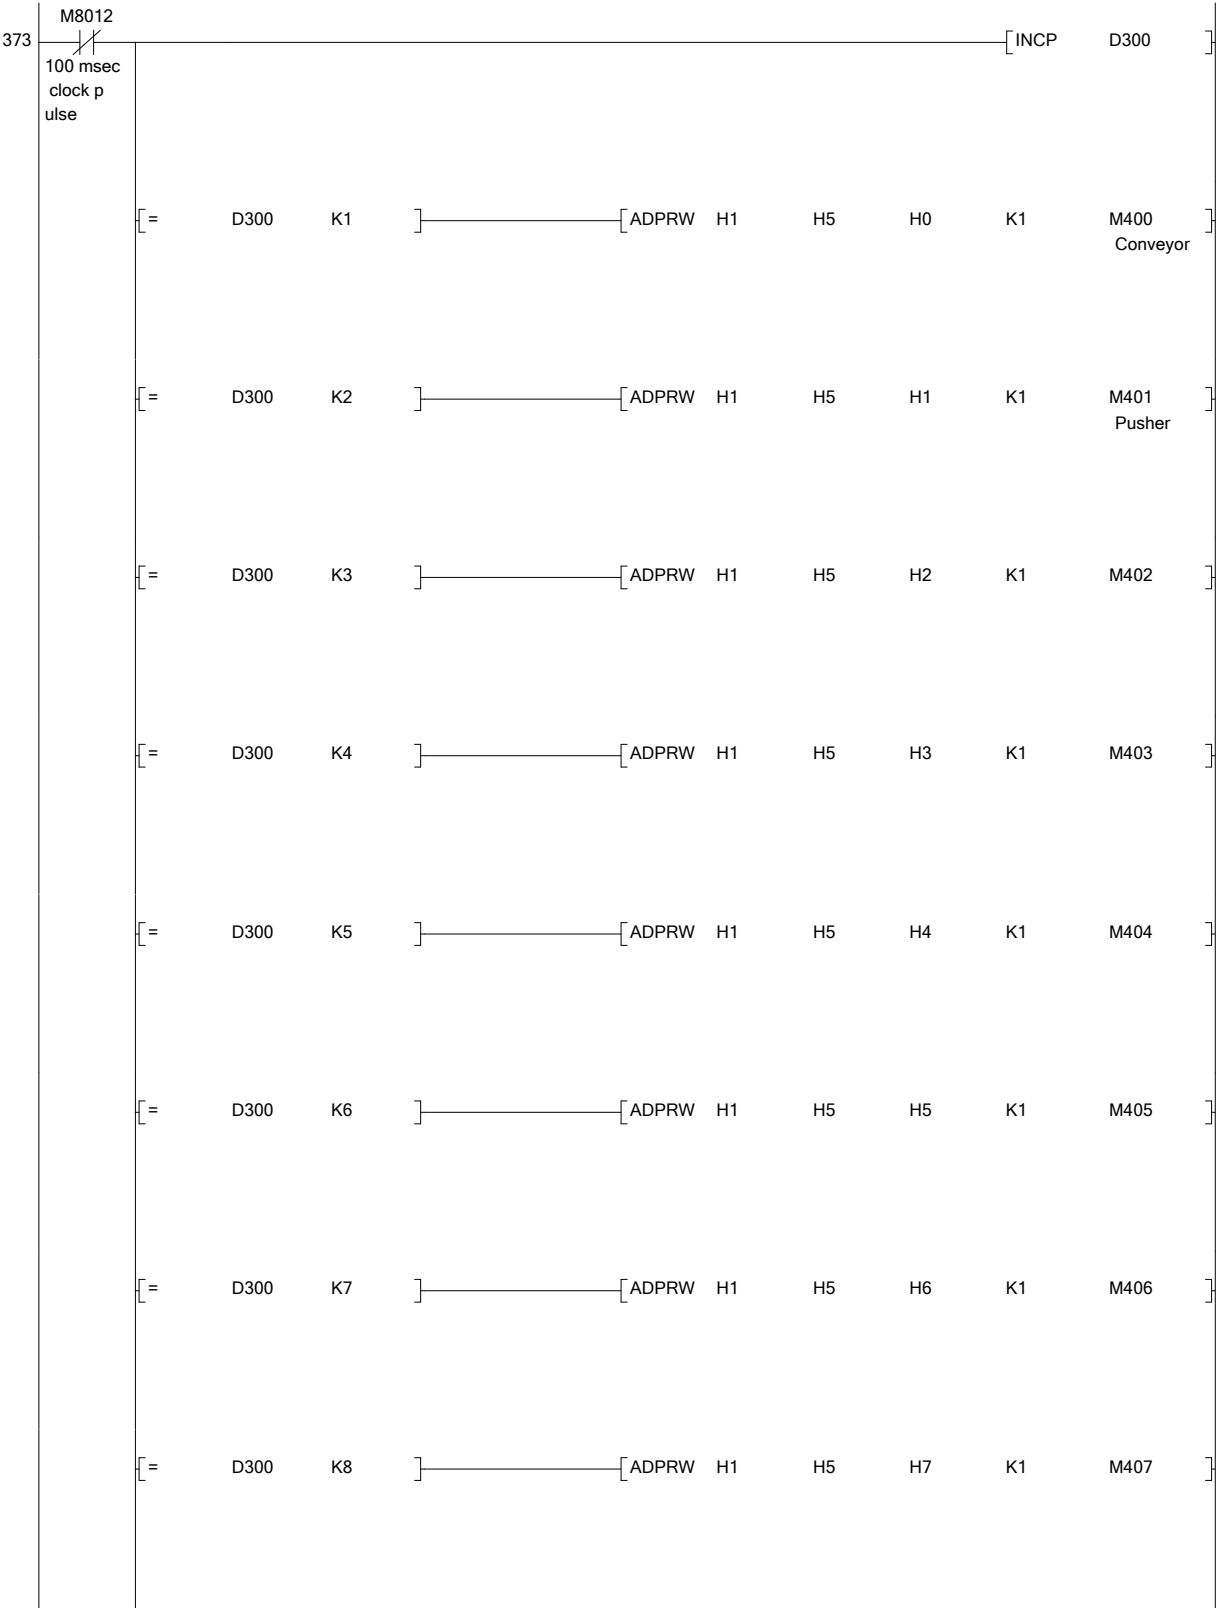 M8012
373 [INCP D300 ]
100 msec
clock p
ulse
[= D300 K1 ] [ADPRW H1 H5 H0 K1 M400 ]
Conveyor
[= D300 K2 ] [ADPRW H1 H5 H1 K1 M401 ]
Pusher
[= D300 K3 ] [ADPRW H1 H5 H2 K1 M402 ]
[= D300 K4 ] [ADPRW H1 H5 H3 K1 M403 ]
[= D300 K5 ] [ADPRW H1 H5 H4 K1 M404 ]
[= D300 K6 ] [ADPRW H1 H5 H5 K1 M405 ]
[= D300 K7 ] [ADPRW H1 H5 H6 K1 M406 ]
[= D300 K8 ] [ADPRW H1 H5 H7 K1 M407 ]